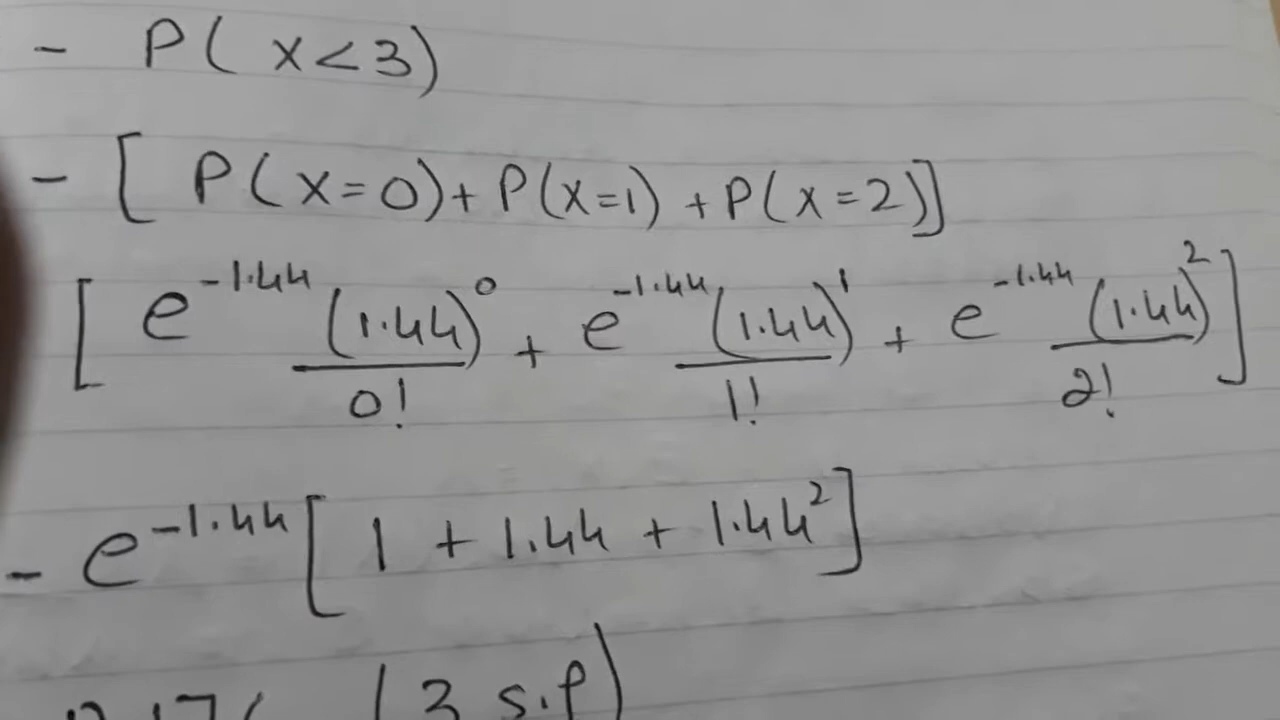 - P( x<3)
- [ P( x=0)+ P(x=1) + P(x=2)]
[ e^-1.44 (1.44)^0/0! + e^-1.44 (1.44)^1/1! + e^-1.44 (1.44)^2/2! ]
- e^-1.44 [ 1 + 1.44 + 1.44^2 ]
(3 s.f)